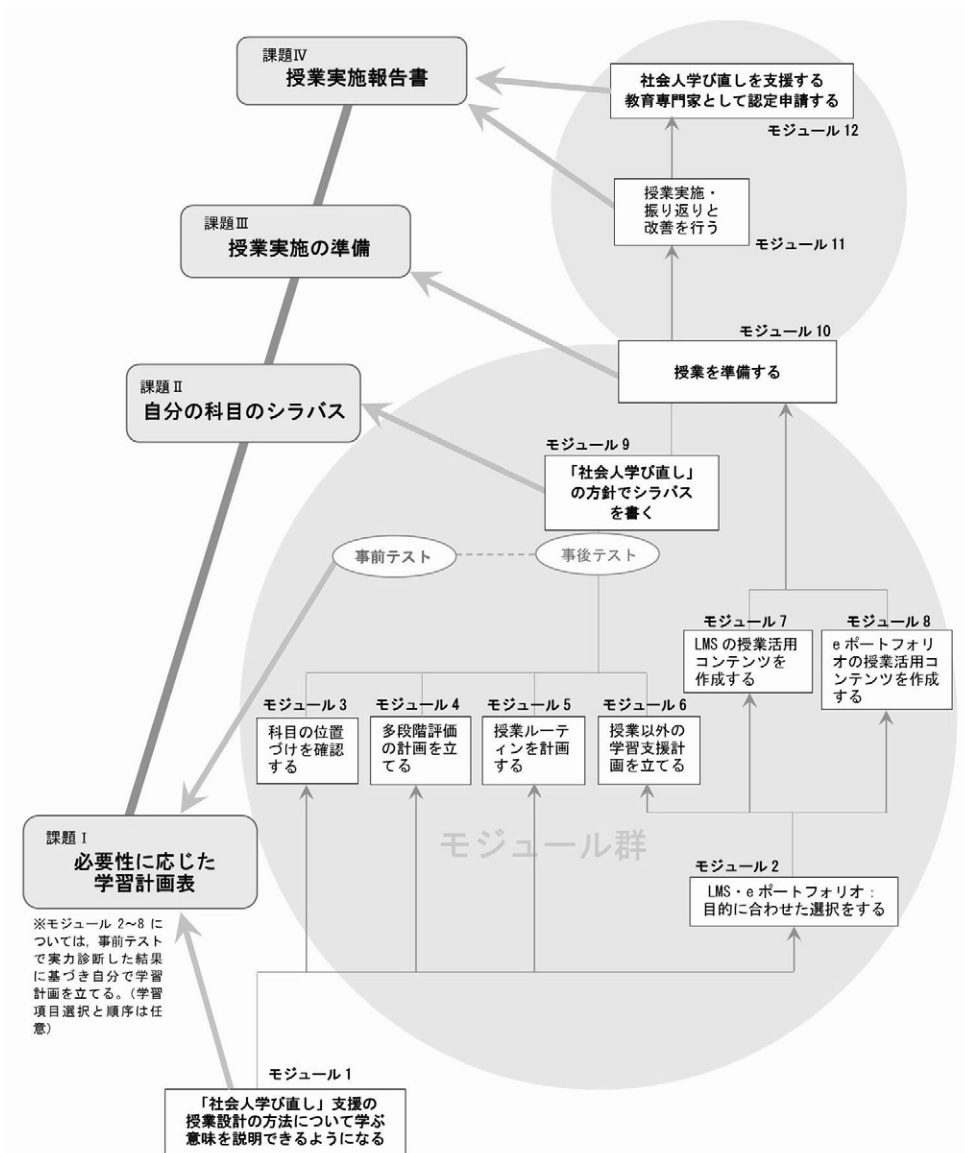 課題Ⅳ
授業実施報告書
社会人学び直しを支援する
教育専門家として認定申請する
モジュール 12
授業実施・
振り返りと
改善を行う
モジュール 11
課題Ⅲ
授業実施の準備
モジュール 10
授業を準備する
課題Ⅱ
自分の科目のシラバス
モジュール 9
「社会人学び直し」
の方針でシラバス
を書く
事前テスト
事後テスト
モジュール 7
LMS の授業活用
コンテンツを
作成する
モジュール 8
e ポートフォリ
オの授業活用コ
ンテンツを作成
する
モジュール 3
科目の位置
づけを確認
する
モジュール 4
多段階評価
の計画を立
てる
モジュール 5
授業ルーテ
ィンを計画
する
モジュール 6
授業以外の
学習支援計
画を立てる
モジュール群
課題Ⅰ
必要性に応じた
学習計画表
※モジュール 2~8 に
ついては，事前テスト
で実力診断した結果
に基づき自分で学習
計画を立てる。（学習
項目選択と順序は任
意）
モジュール 2
LMS・e ポートフォリオ：
目的に合わせた選択をする
モジュール 1
「社会人学び直し」支援の
授業設計の方法について学ぶ
意味を説明できるようになる